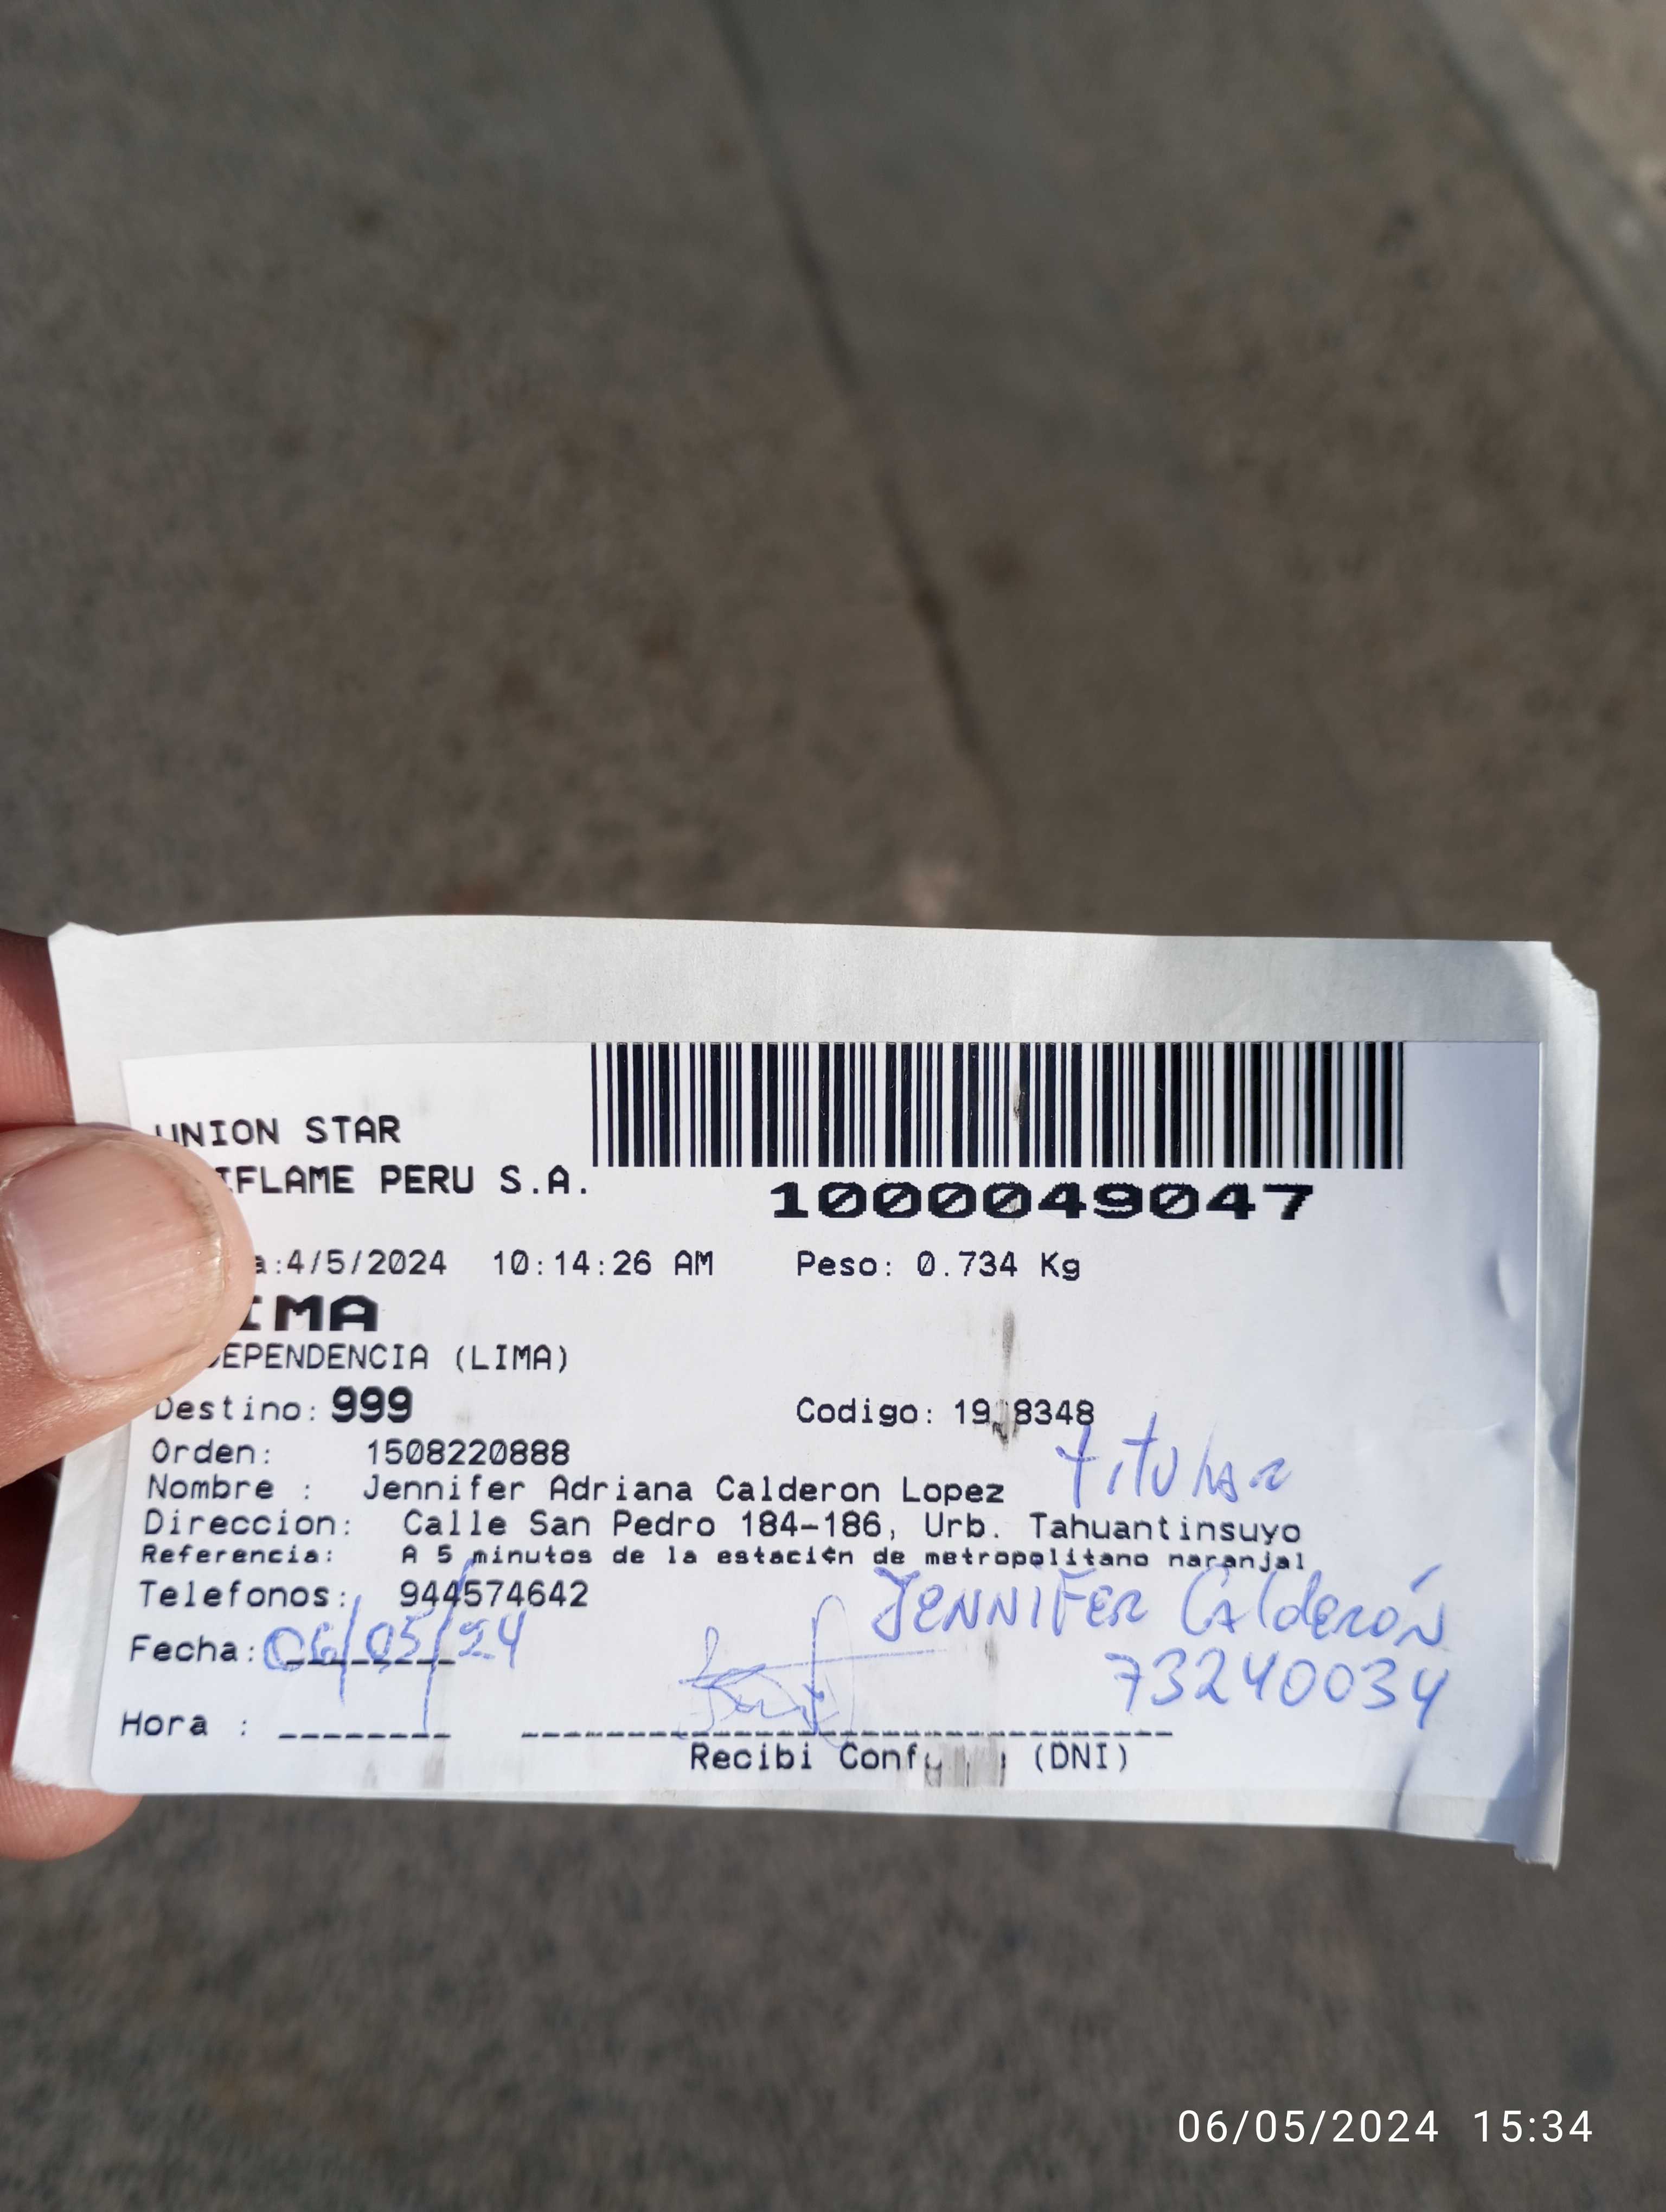 UNION STAR
IFLAME PERU S.A.
1000049047
a:4/5/2024 10:14:26 AM Peso: 0.734 Kg
IMA
DEPENDENCIA (LIMA)
Destino: 999 Codigo: 19 8348
Orden: 1508220888 titular
Nombre : Jennifer Adriana Calderon Lopez
Direccion: Calle San Pedro 184-186, Urb. Tahuantinsuyo
Referencia: A 5 minutos de la estaci¢n de metropolitano naranjal
Telefonos: 944574642
JENNIFER CAlderón
Fecha: 06/05/24
73240034
Hora :
Recibi Conf (DNI)
06/05/2024 15:34